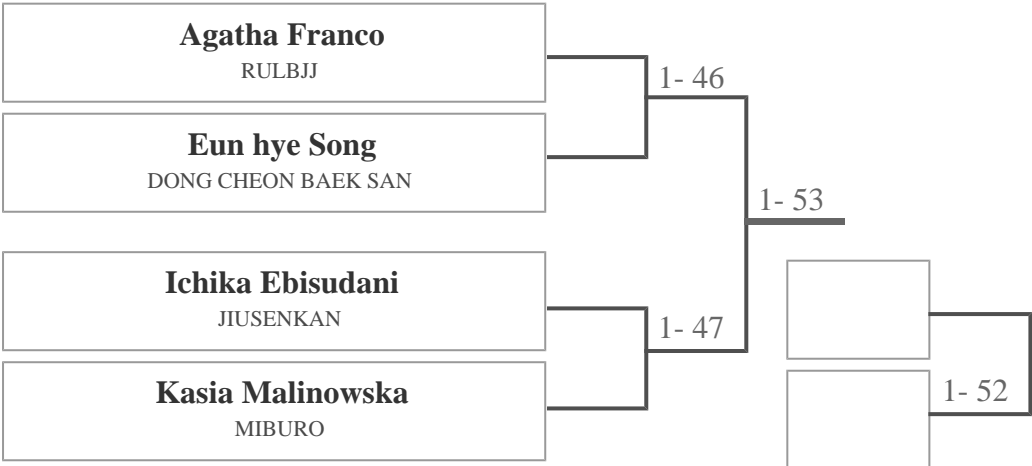 Agatha Franco
RULBJJ
1- 46
Eun hye Song
DONG CHEON BAEK SAN
1- 53
Ichika Ebisudani
JIUSENKAN
1- 47
Kasia Malinowska
MIBURO
1- 52